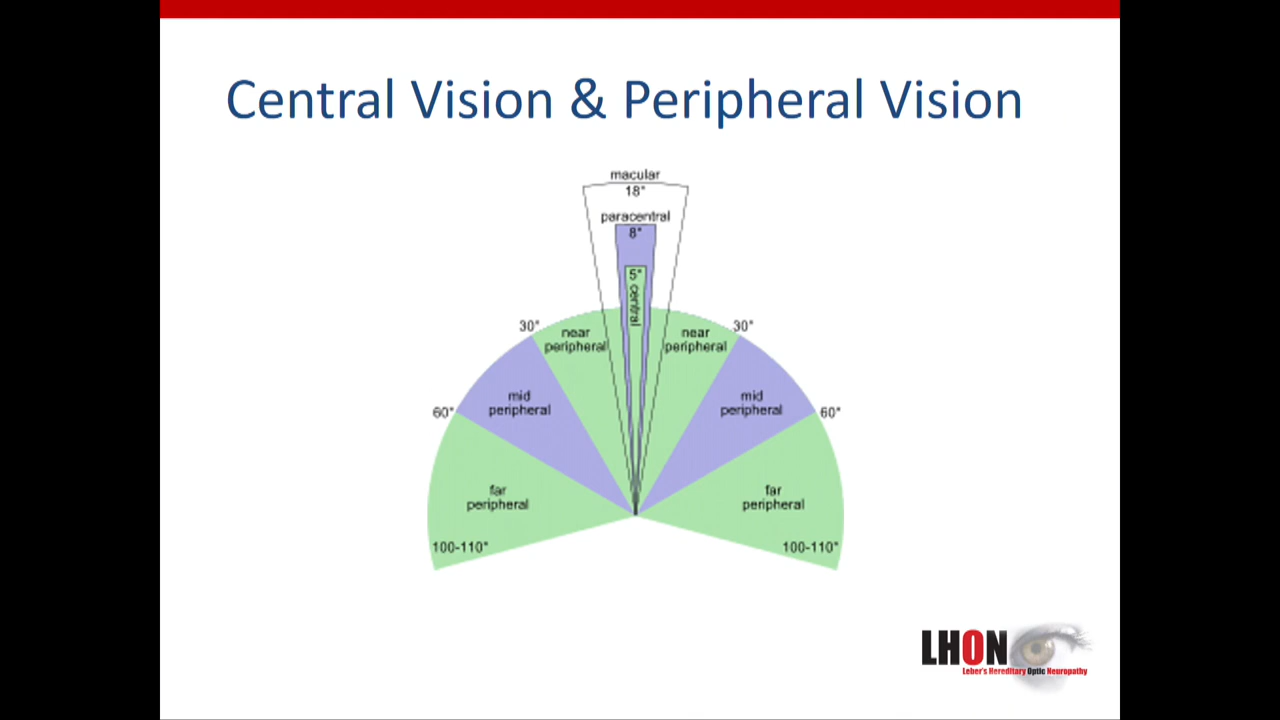 Central Vision & Peripheral Vision
macular
18°
paracentral
8°
5°
central
30°
near
peripheral
near
peripheral
30°
60°
mid
peripheral
mid
peripheral
60°
far
peripheral
far
peripheral
100-110°
100-110°
LHON
Leber's Hereditary Optic Neuropathy